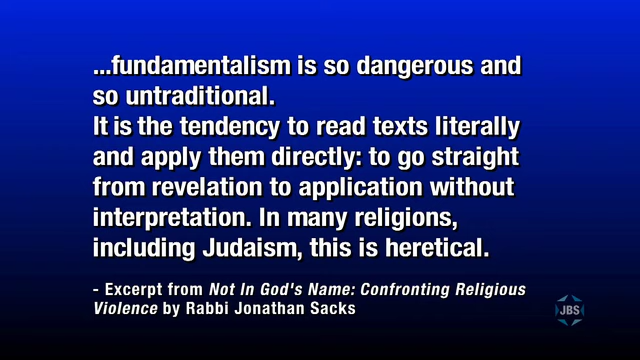 ...fundamentalism is so dangerous and
so untraditional.
It is the tendency to read texts literally
and apply them directly: to go straight
from revelation to application without
interpretation. In many religions,
including Judaism, this is heretical.
- Excerpt from Not In God's Name: Confronting Religious
Violence by Rabbi Jonathan Sacks
JBS